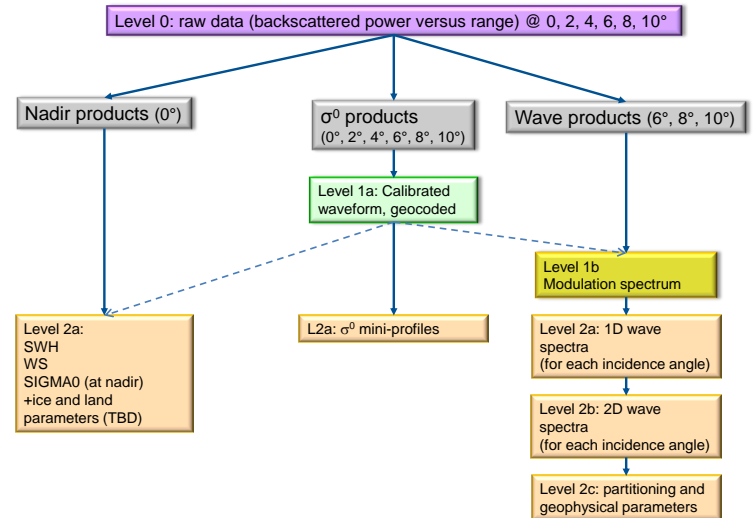 Level 0: raw data (backscattered power versus range) @ 0, 2, 4, 6, 8, 10°
Nadir products (0°)
σ⁰ products
(0°, 2°, 4°, 6°, 8°, 10°)
Wave products (6°, 8°, 10°)
Level 1a: Calibrated
waveform, geocoded
Level 1b
Modulation spectrum
Level 2a:
SWH
WS
SIGMA0 (at nadir)
+ice and land
parameters (TBD)
L2a: σ⁰ mini-profiles
Level 2a: 1D wave
spectra
(for each incidence angle)
Level 2b: 2D wave
spectra
(for each incidence angle)
Level 2c: partitioning and
geophysical parameters